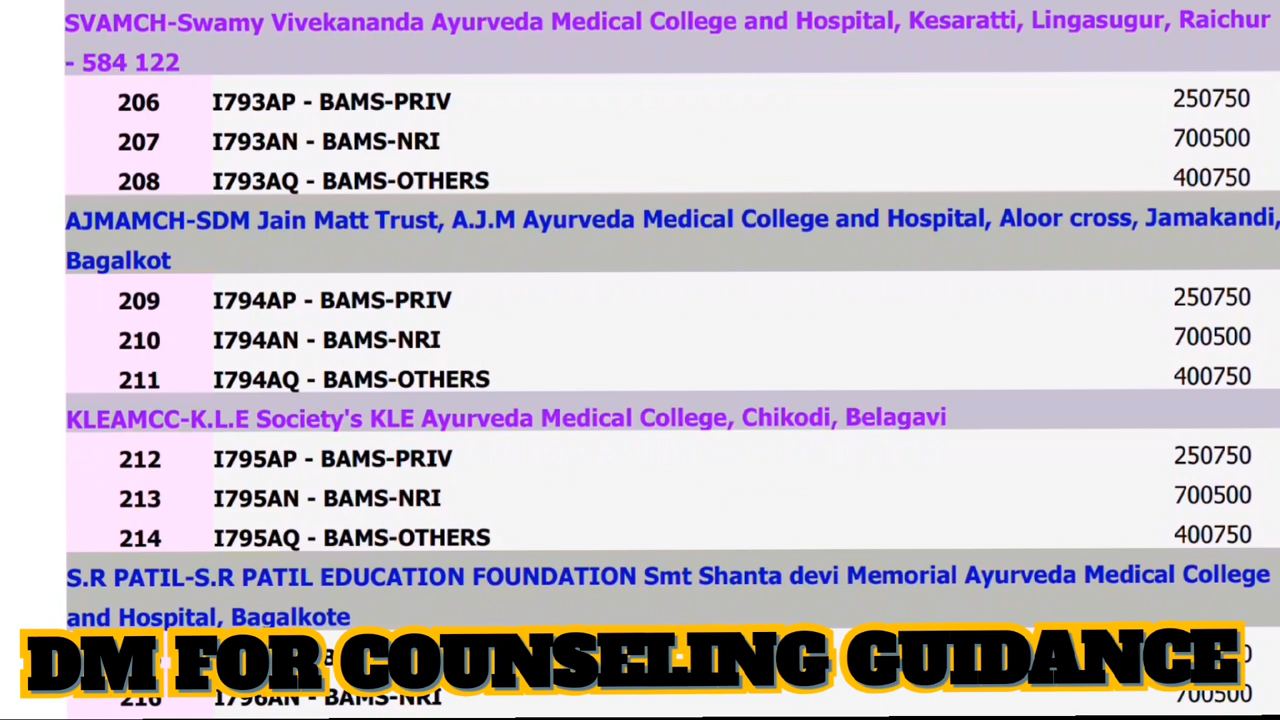 SVAMCH-Swamy Vivekananda Ayurveda Medical College and Hospital, Kesaratti, Lingasugur, Raichur
- 584 122
206 I793AP - BAMS-PRIV 250750
207 I793AN - BAMS-NRI 700500
208 I793AQ - BAMS-OTHERS 400750
AJMAMCH-SDM Jain Matt Trust, A.J.M Ayurveda Medical College and Hospital, Aloor cross, Jamakandi,
Bagalkot
209 I794AP - BAMS-PRIV 250750
210 I794AN - BAMS-NRI 700500
211 I794AQ - BAMS-OTHERS 400750
KLEAMCC-K.L.E Society's KLE Ayurveda Medical College, Chikodi, Belagavi
212 I795AP - BAMS-PRIV 250750
213 I795AN - BAMS-NRI 700500
214 I795AQ - BAMS-OTHERS 400750
S.R PATIL-S.R PATIL EDUCATION FOUNDATION Smt Shanta devi Memorial Ayurveda Medical College
and Hospital, Bagalkote
DM FOR COUNSELING GUIDANCE
216 I796AN - BAMS-NRI 700500